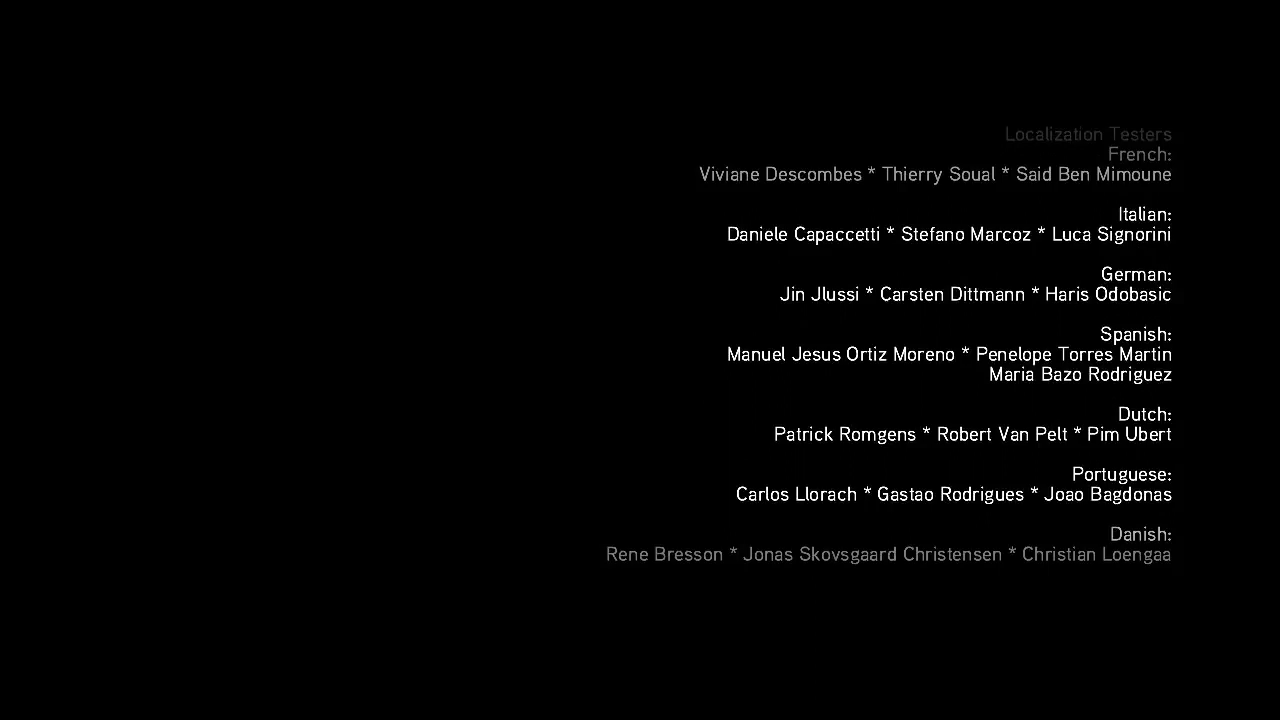 Localization Testers
French:
Viviane Descombes * Thierry Soual * Said Ben Mimoune
Italian:
Daniele Capaccetti * Stefano Marcoz * Luca Signorini
German:
Jin Jlussi * Carsten Dittmann * Haris Odobasic
Spanish:
Manuel Jesus Ortiz Moreno * Penelope Torres Martin
Maria Bazo Rodriguez
Dutch:
Patrick Romgens * Robert Van Pelt * Pim Ubert
Portuguese:
Carlos Llorach * Gastao Rodrigues * Joao Bagdonas
Danish:
Rene Bresson * Jonas Skovsgaard Christensen * Christian Loengaa